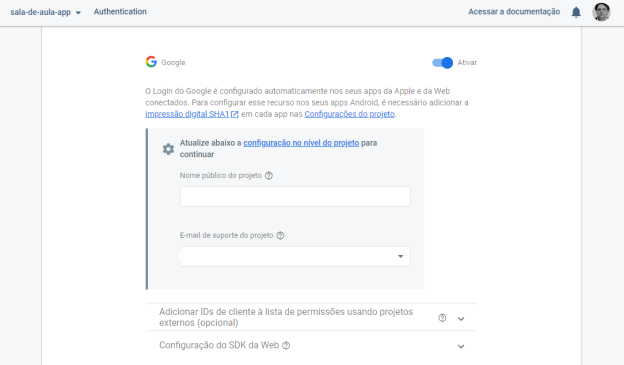 sala-de-aula-app Authentication Acessar a documentação
Google Ativar
O Login do Google é configurado automaticamente nos seus apps da Apple e da Web
conectados. Para configurar esse recurso nos seus apps Android, é necessário adicionar a
impressão digital SHA1 em cada app nas Configurações do projeto.
Atualize abaixo a configuração no nível do projeto para
continuar
Nome público do projeto
E-mail de suporte do projeto
Adicionar IDs de cliente à lista de permissões usando projetos
externos (opcional)
Configuração do SDK da Web